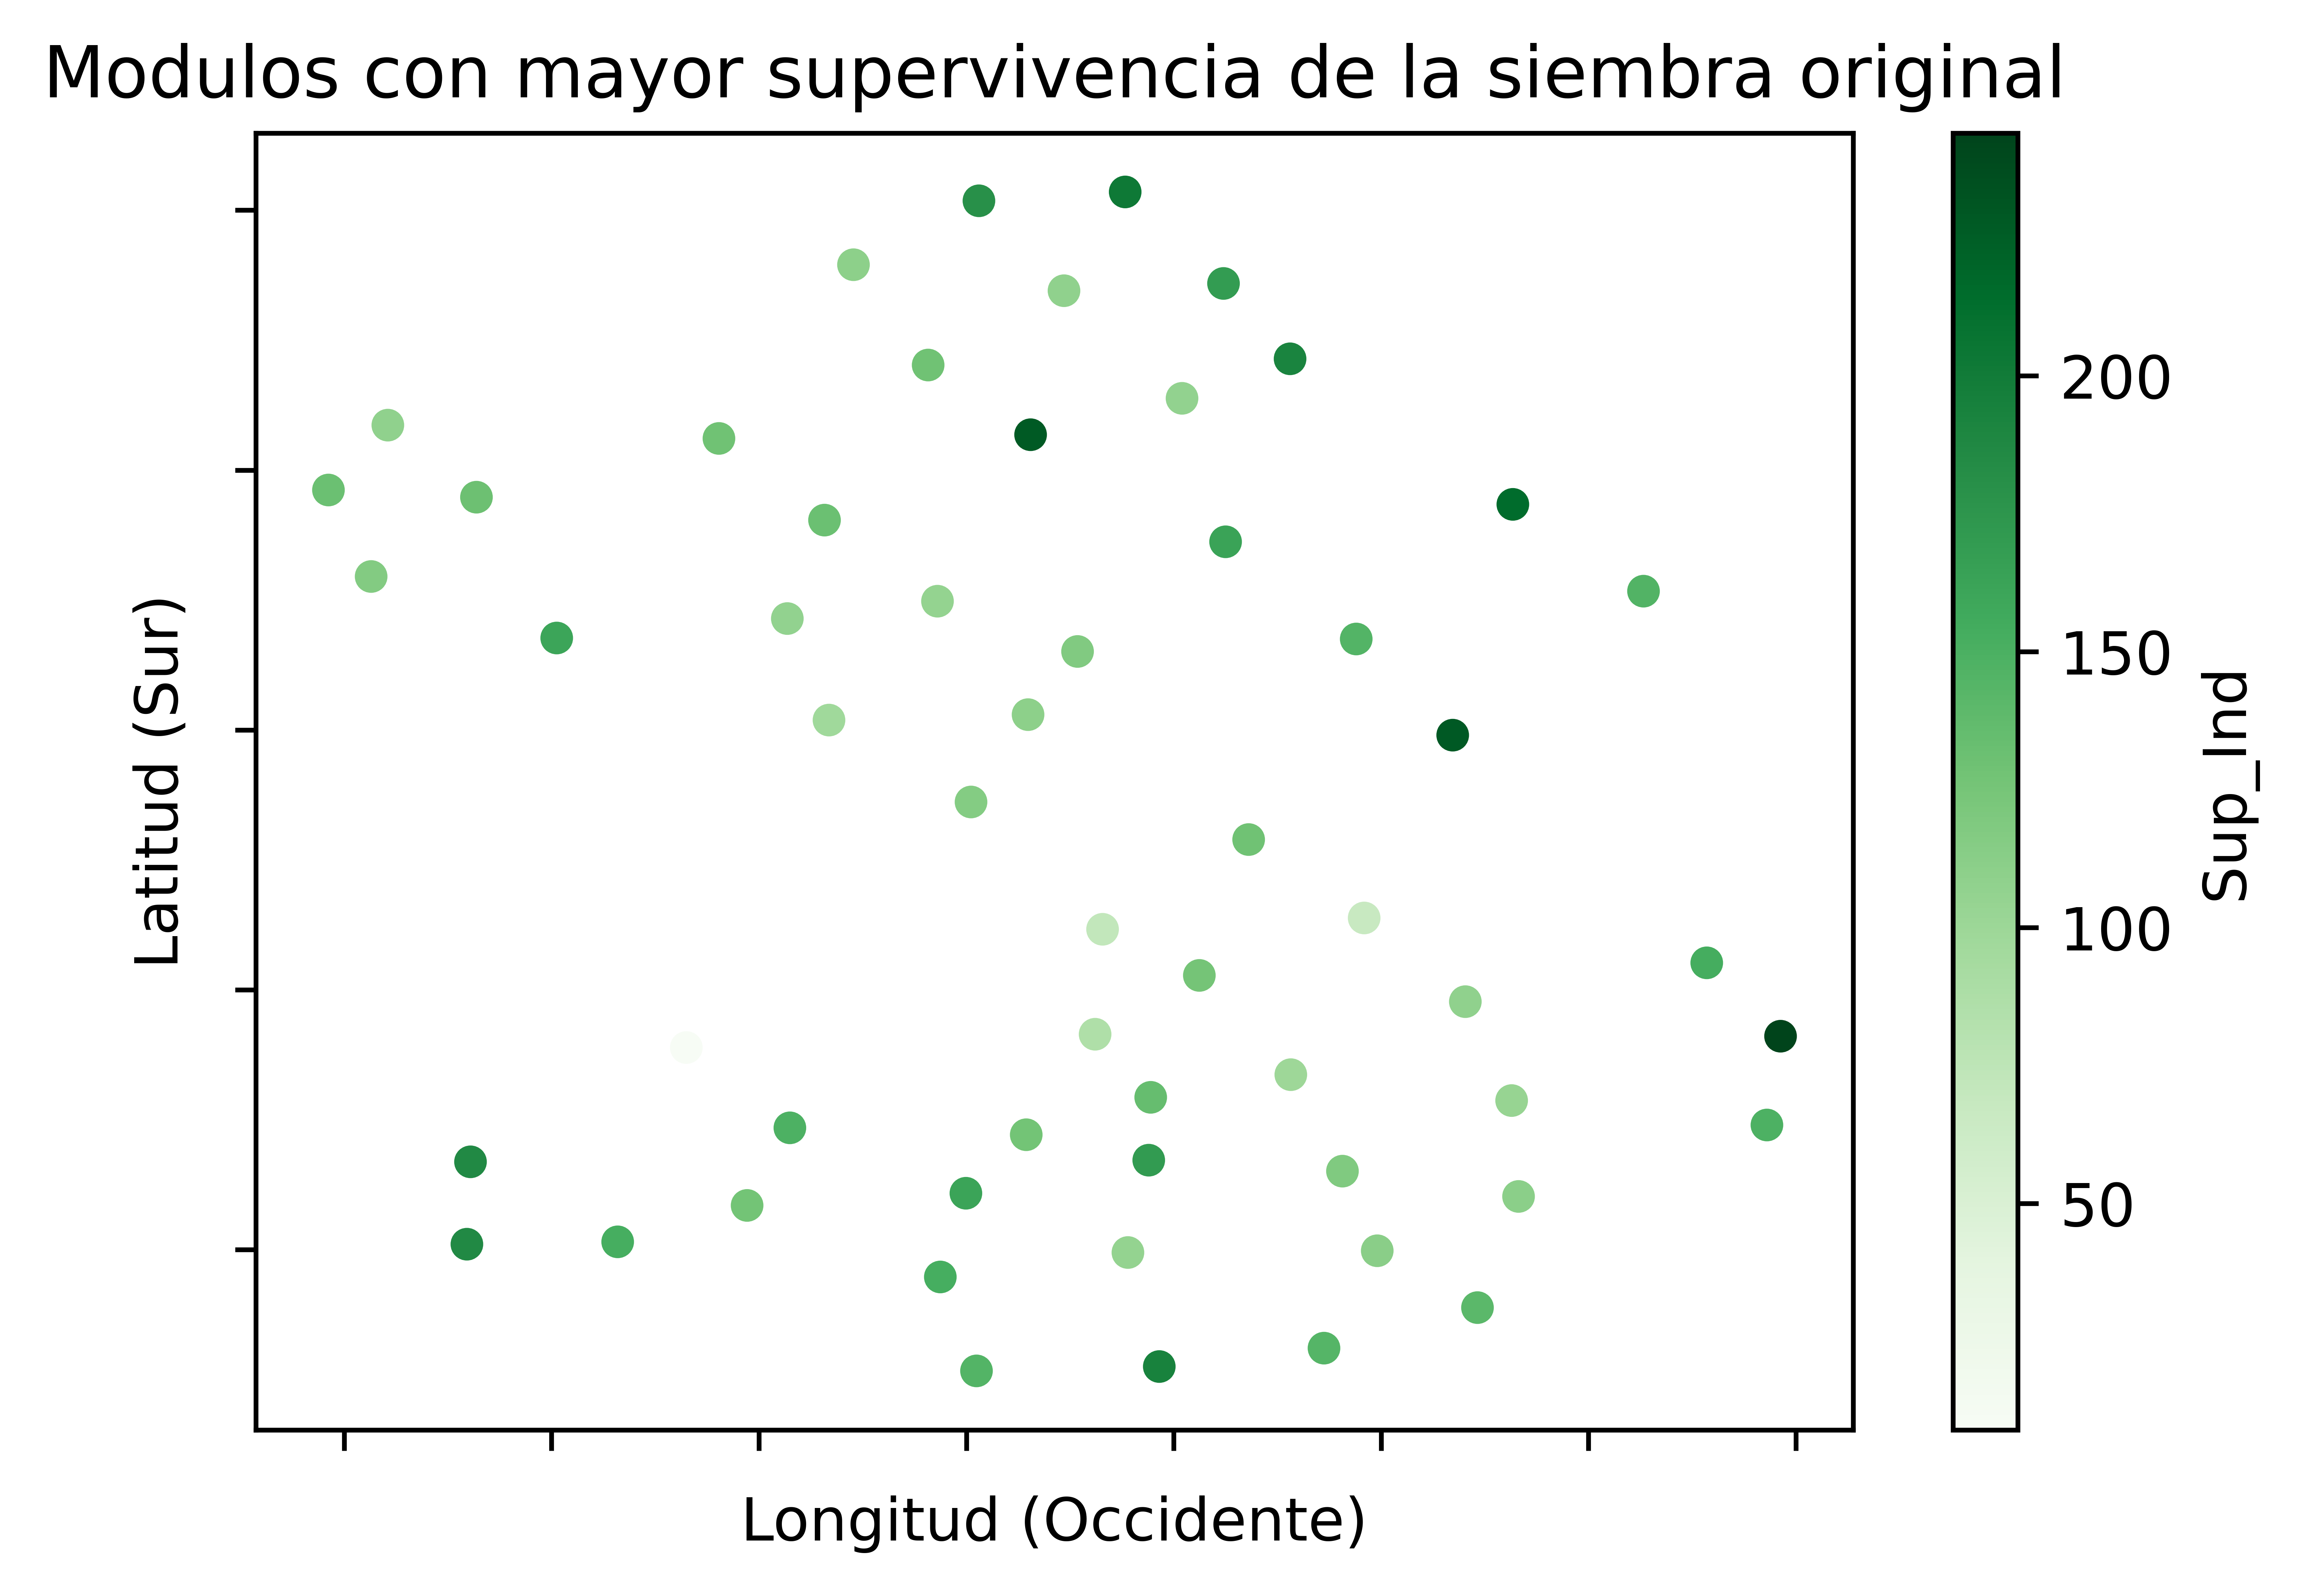 Modulos con mayor supervivencia de la siembra original
Latitud (Sur)
Longitud (Occidente)
200
150
100
50
Sup_Ind